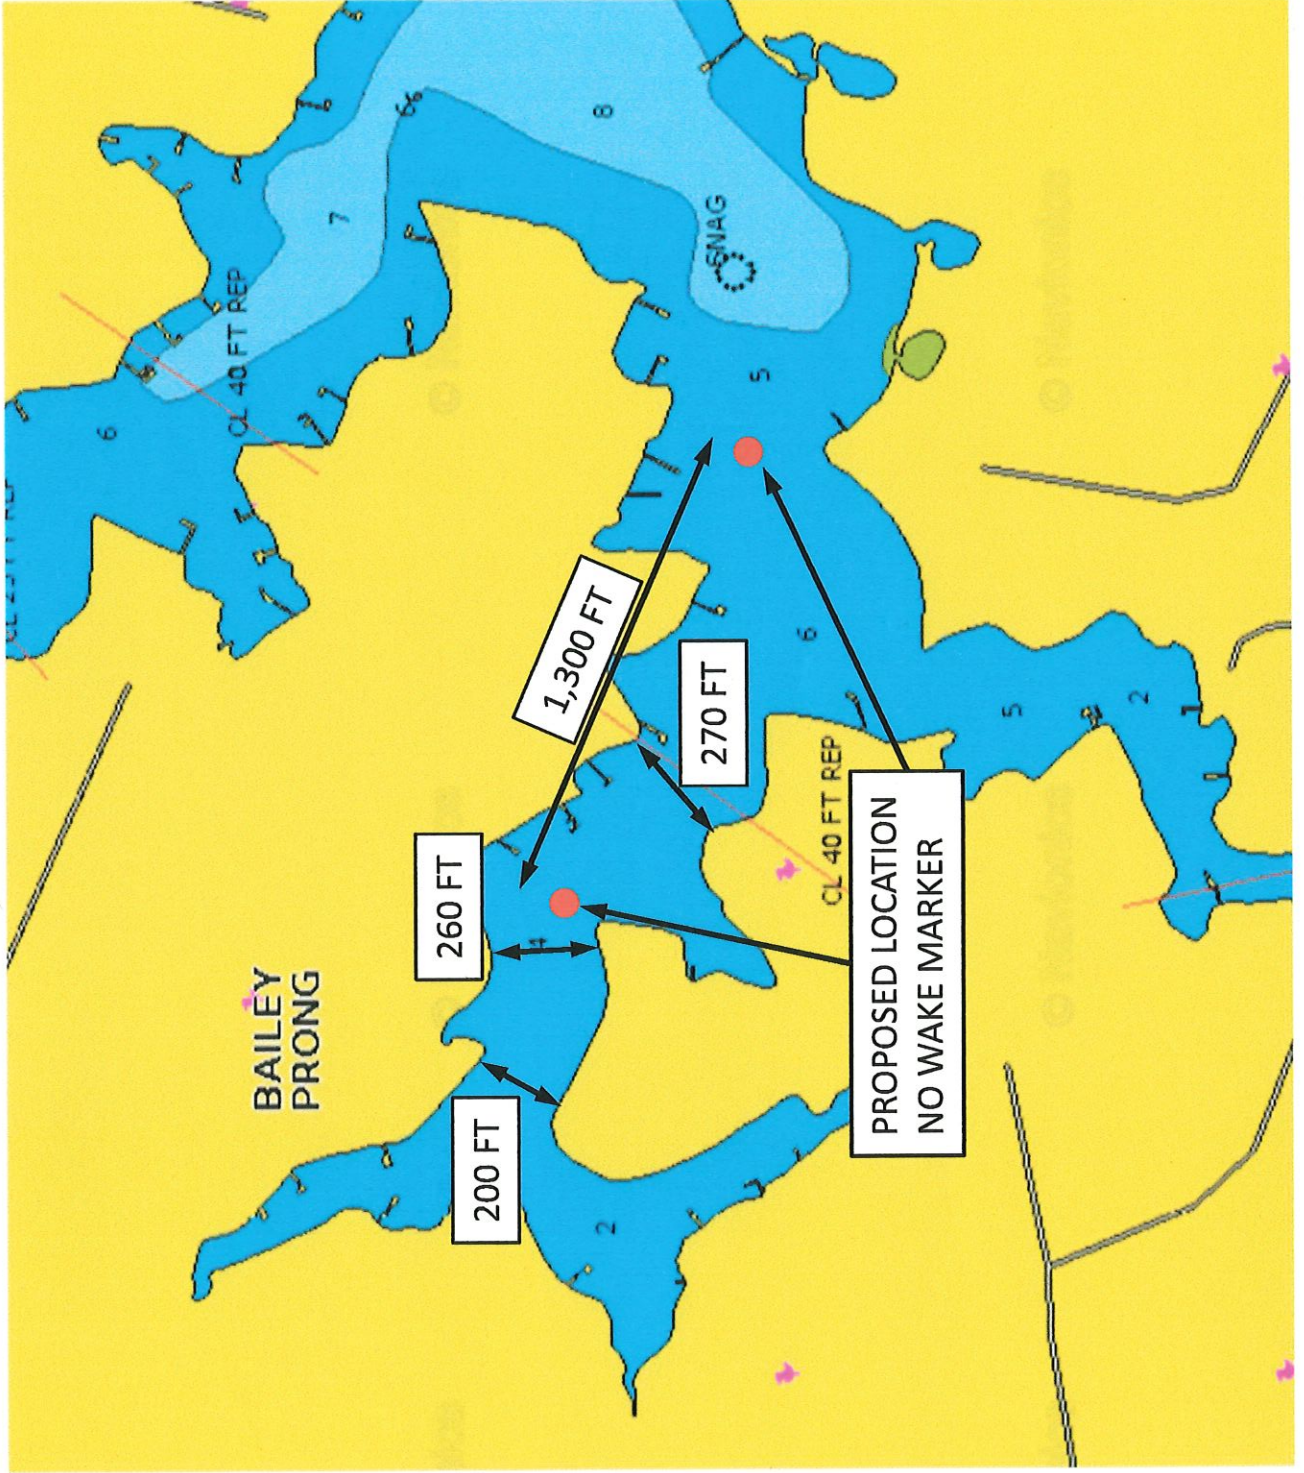 BAILEY
PRONG
200 FT
260 FT
1,300 FT
270 FT
PROPOSED LOCATION
NO WAKE MARKER
CL 40 FT REP
CL 40 FT REP
SNAG
2
4
6
5
5
2
6
7
6
6
8